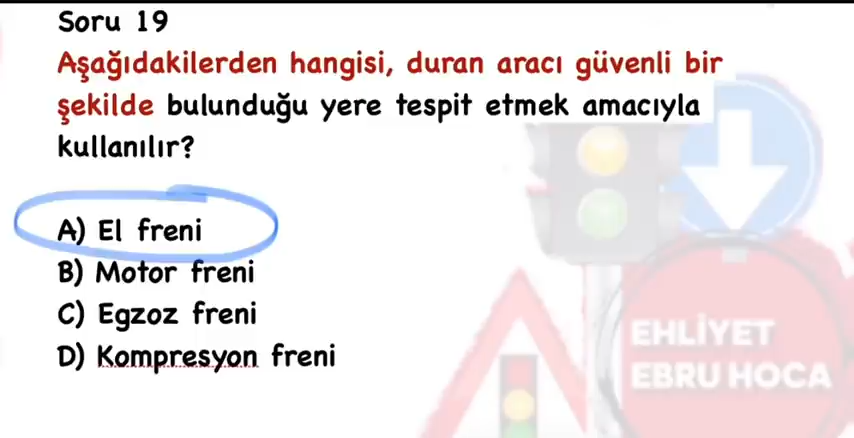 Soru 19
Aşağıdakilerden hangisi, duran aracı güvenli bir
şekilde bulunduğu yere tespit etmek amacıyla
kullanılır?
A) El freni
B) Motor freni
C) Egzoz freni
D) Kompresyon freni
EHLİYET
EBRU HOCA